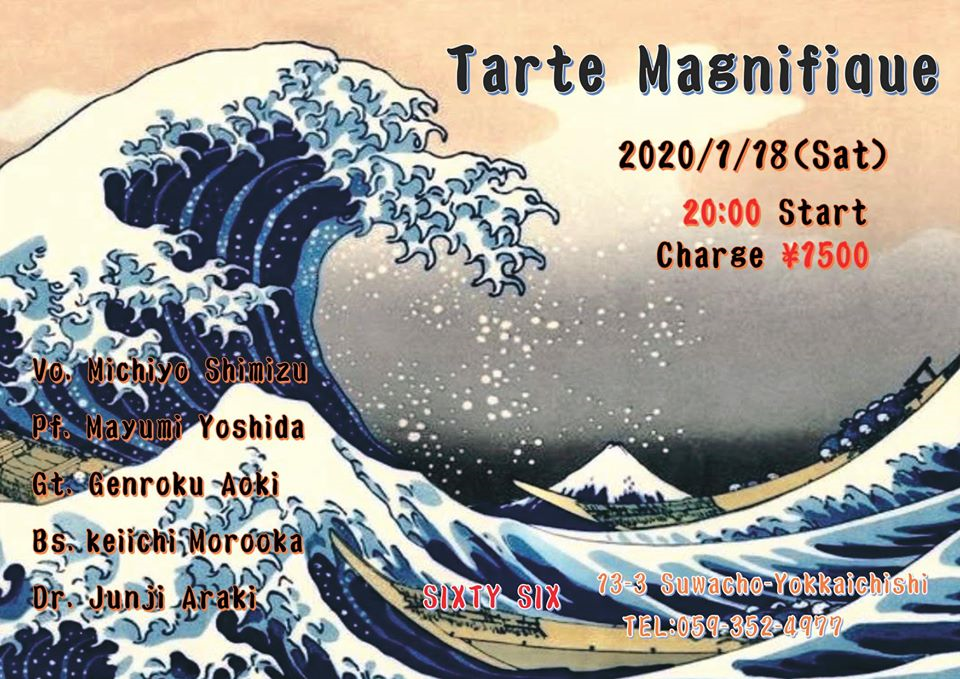 Tarte Magnifique
2020/1/18(Sat)
20:00 Start
Charge ¥1500
Vo. Michiyo Shimizu
Pf. Mayumi Yoshida
Gt. Genroku Aoki
Bs. keiichi Morooka
Dr. Junji Araki
SIXTY SIX
13-3 Suwacho-Yokkaichishi
TEL:059-352-4977